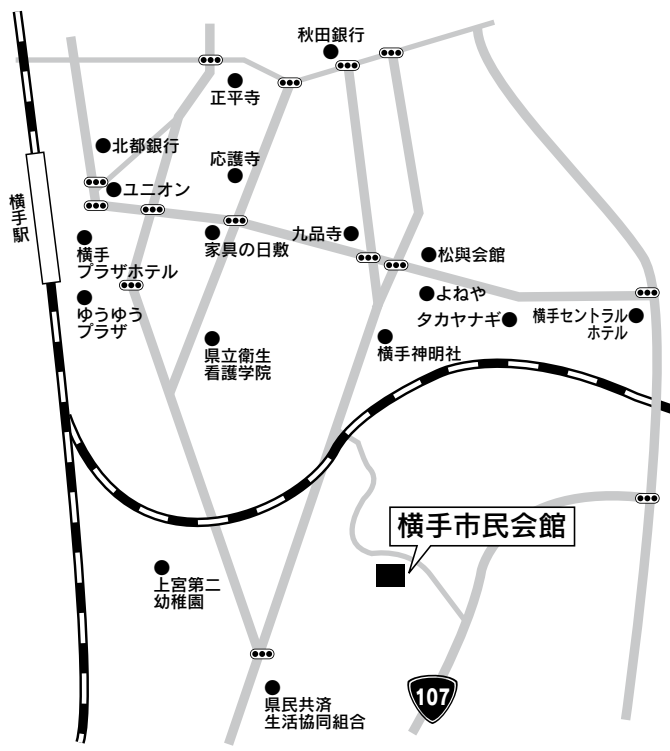 秋田銀行
正平寺
北都銀行
応護寺
ユニオン
横手駅
九品寺
家具の日敷
松與会館
横手
プラザホテル
よねや
タカヤナギ
横手セントラル
ホテル
ゆうゆう
プラザ
横手神明社
県立衛生
看護学院
横手市民会館
上宮第二
幼稚園
県民共済
生活協同組合
107